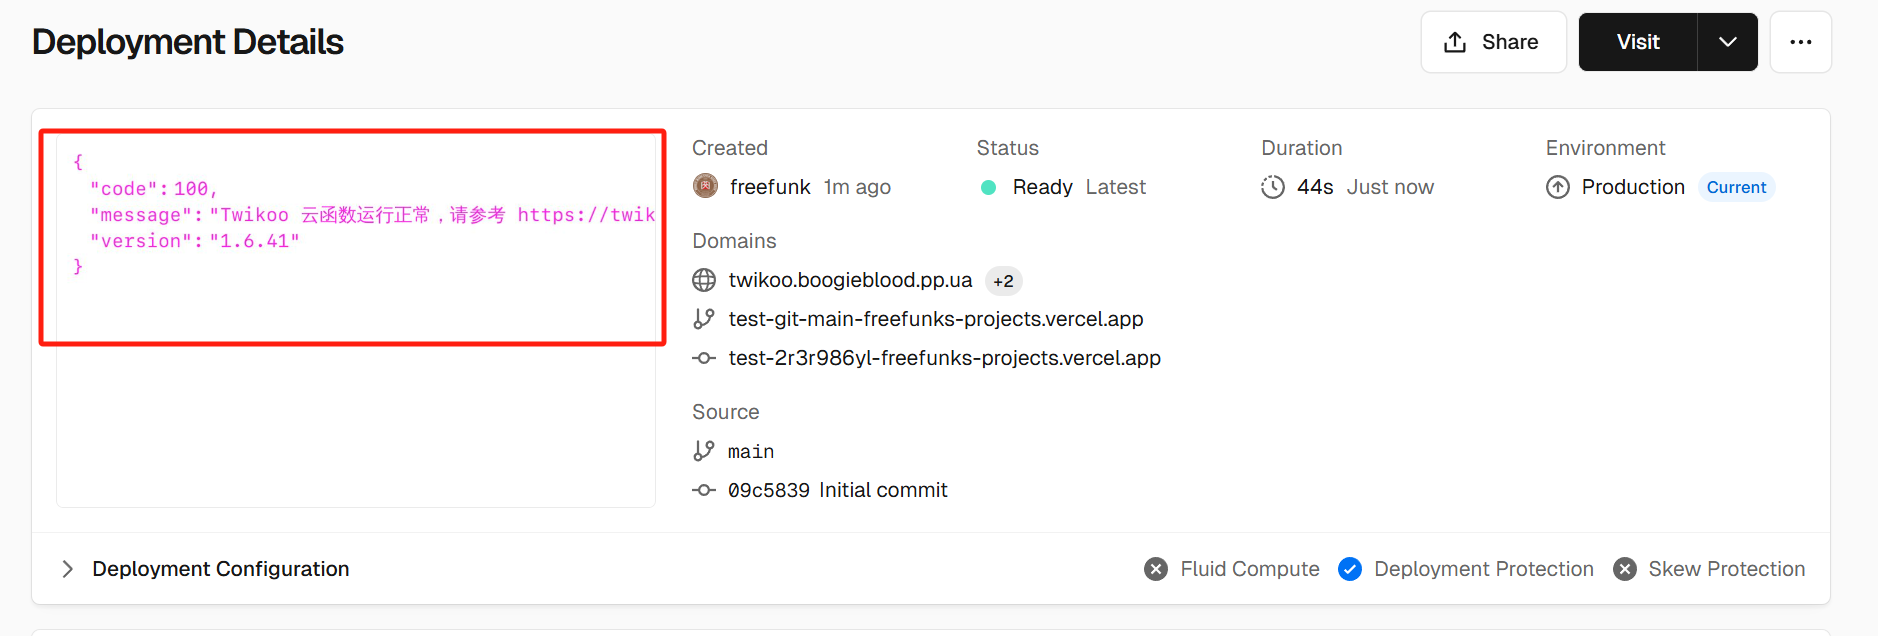 Deployment Details
Share
Visit
{
"code": 100,
"message": "Twikoo 云函数运行正常，请参考 https://twik
"version": "1.6.41"
}
Created
freefunk 1m ago
Status
Ready Latest
Duration
44s Just now
Environment
Production Current
Domains
twikoo.boogieblood.pp.ua +2
test-git-main-freefunks-projects.vercel.app
test-2r3r986yl-freefunks-projects.vercel.app
Source
main
09c5839 Initial commit
Deployment Configuration
Fluid Compute
Deployment Protection
Skew Protection